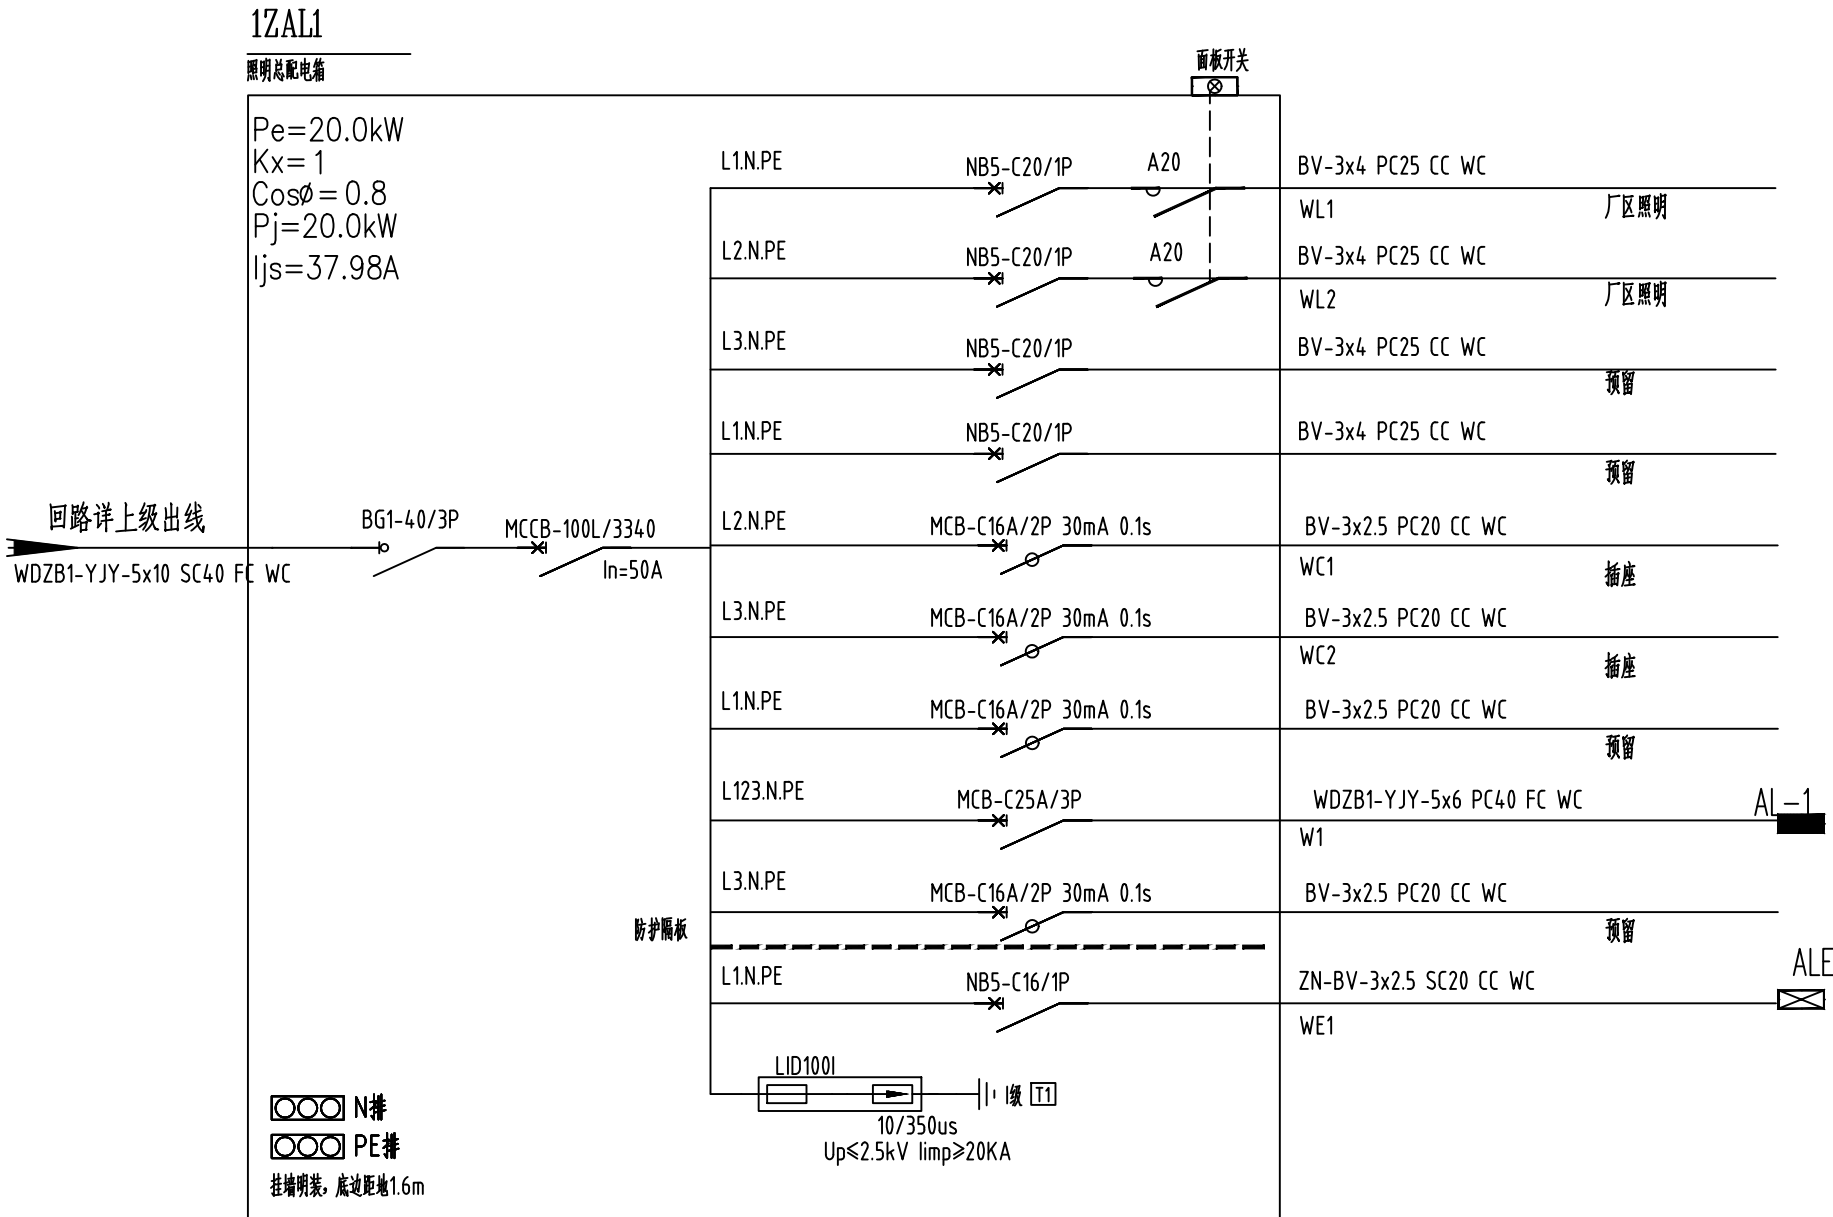 1ZAL1
照明总配电箱
面板开关
Pe=20.0kW
Kx=1
Cosø=0.8
Pj=20.0kW
Ijs=37.98A
L1.N.PE
NB5-C20/1P
A20
BV-3x4 PC25 CC WC
WL1
厂区照明
L2.N.PE
NB5-C20/1P
A20
BV-3x4 PC25 CC WC
WL2
厂区照明
L3.N.PE
NB5-C20/1P
BV-3x4 PC25 CC WC
预留
L1.N.PE
NB5-C20/1P
BV-3x4 PC25 CC WC
预留
回路详上级出线
WDZB1-YJY-5x10 SC40 FC WC
BG1-40/3P
MCCB-100L/3340
In=50A
L2.N.PE
MCB-C16A/2P 30mA 0.1s
BV-3x2.5 PC20 CC WC
WC1
插座
L3.N.PE
MCB-C16A/2P 30mA 0.1s
BV-3x2.5 PC20 CC WC
WC2
插座
L1.N.PE
MCB-C16A/2P 30mA 0.1s
BV-3x2.5 PC20 CC WC
预留
L123.N.PE
MCB-C25A/3P
WDZB1-YJY-5x6 PC40 FC WC
W1
AL-1
L3.N.PE
MCB-C16A/2P 30mA 0.1s
BV-3x2.5 PC20 CC WC
预留
防护隔板
L1.N.PE
NB5-C16/1P
ZN-BV-3x2.5 SC20 CC WC
WE1
ALE
LID100I
I级 T1
10/350us
Up≤2.5kV Iimp≥20KA
N排
PE排
挂墙明装，底边距地1.6m